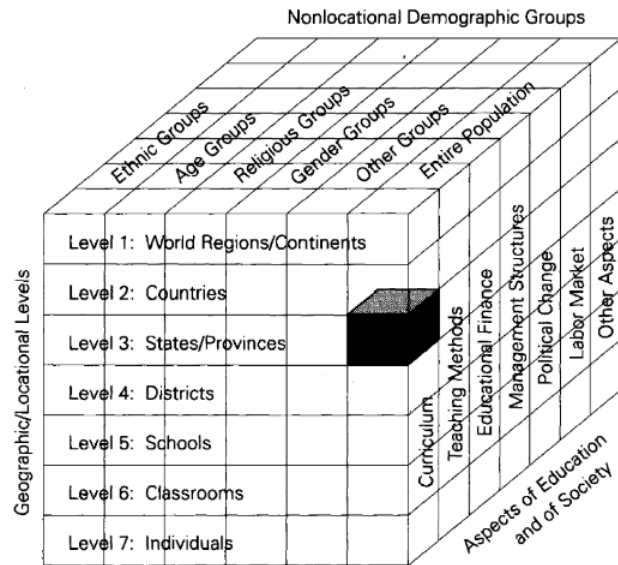 Nonlocational Demographic Groups
Ethnic Groups
Age Groups
Religious Groups
Gender Groups
Other Groups
Entire Population
Geographic/Locational Levels
Level 1: World Regions/Continents
Level 2: Countries
Level 3: States/Provinces
Level 4: Districts
Level 5: Schools
Level 6: Classrooms
Level 7: Individuals
Curriculum
Teaching Methods
Educational Finance
Management Structures
Political Change
Labor Market
Other Aspects
Aspects of Education
and of Society